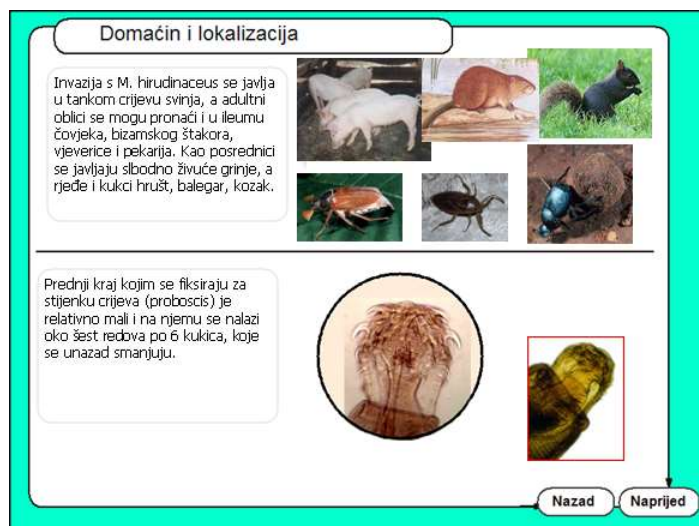 Domaćin i lokalizacija
Invazija s M. hirudinaceus se javlja
u tankom crijevu svinja, a adultni
oblici se mogu pronaći i u ileumu
čovjeka, bizamskog štakora,
vjeverice i pekarija. Kao posrednici
se javljaju slbodno živuće grinje, a
rjeđe i kukci hrušt, balegar, kozak.
Prednji kraj kojim se fiksiraju za
stijenku crijeva (proboscis) je
relativno mali i na njemu se nalazi
oko šest redova po 6 kukica, koje
se unazad smanjuju.
Nazad
Naprijed